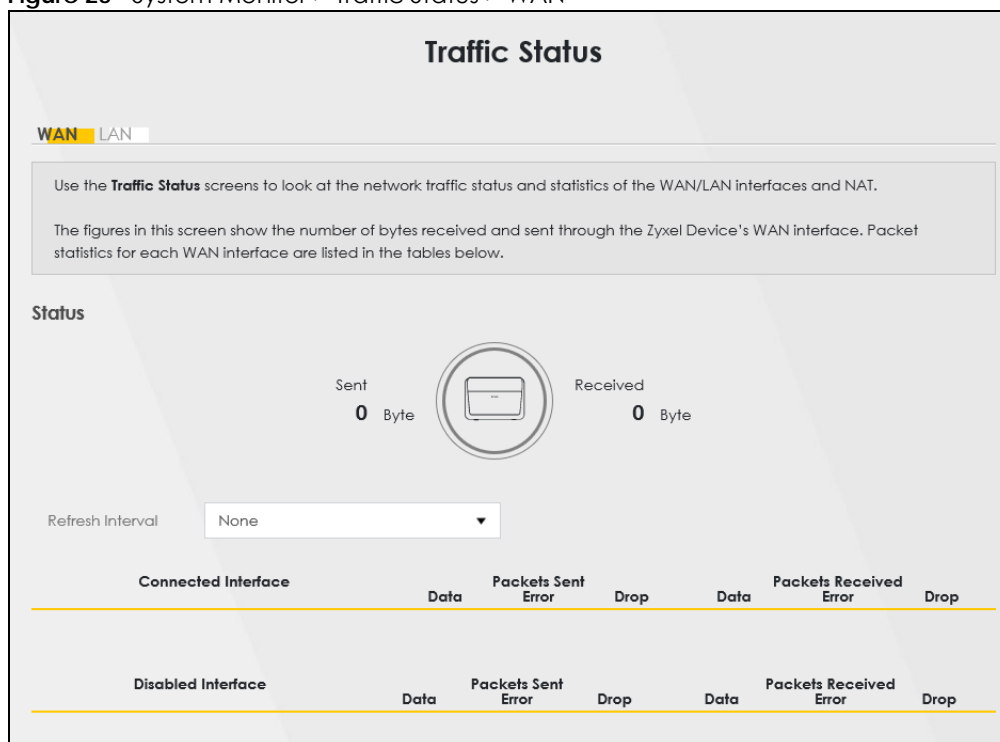 Traffic Status
WAN LAN
Use the Traffic Status screens to look at the network traffic status and statistics of the WAN/LAN interfaces and NAT.
The figures in this screen show the number of bytes received and sent through the Zyxel Device's WAN interface. Packet
statistics for each WAN interface are listed in the tables below.
Status
Sent
0 Byte
Received
0 Byte
Refresh Interval None
Connected Interface Packets Sent Packets Received
Data Error Drop Data Error Drop
Disabled Interface Packets Sent Packets Received
Data Error Drop Data Error Drop